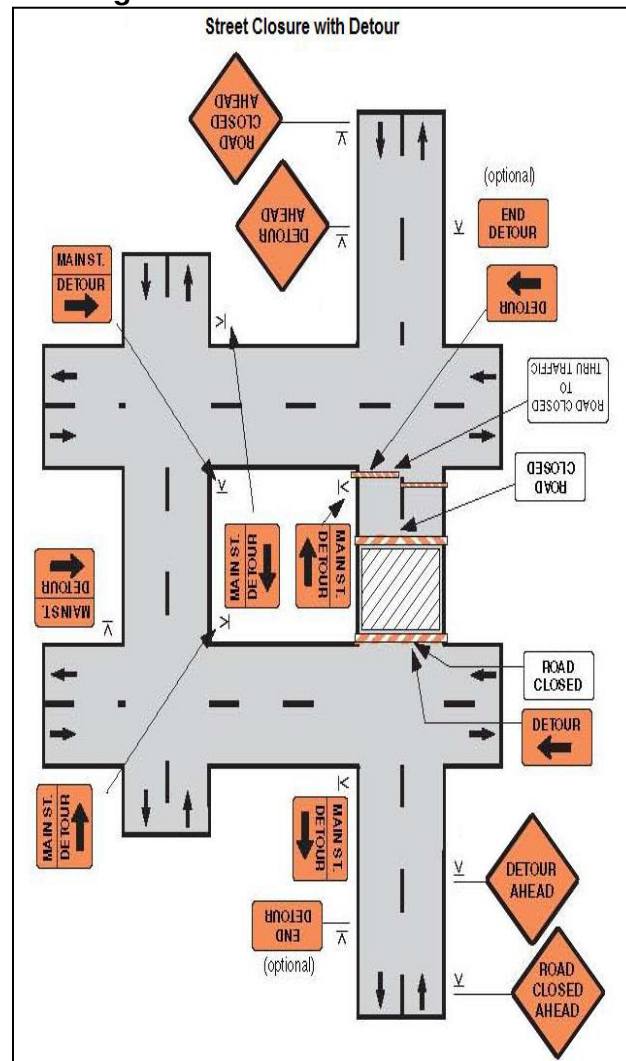 Street Closure with Detour
ROAD
CLOSED
AHEAD
DETOUR
AHEAD
(optional)
END
DETOUR
MAIN ST.
DETOUR
DETOUR
ROAD CLOSED
TO
THRU TRAFFIC
ROAD
CLOSED
MAIN ST.
DETOUR
MAIN ST.
DETOUR
MAIN ST.
DETOUR
ROAD
CLOSED
DETOUR
MAIN ST.
DETOUR
MAIN ST.
DETOUR
DETOUR
AHEAD
END
DETOUR
(optional)
ROAD
CLOSED
AHEAD